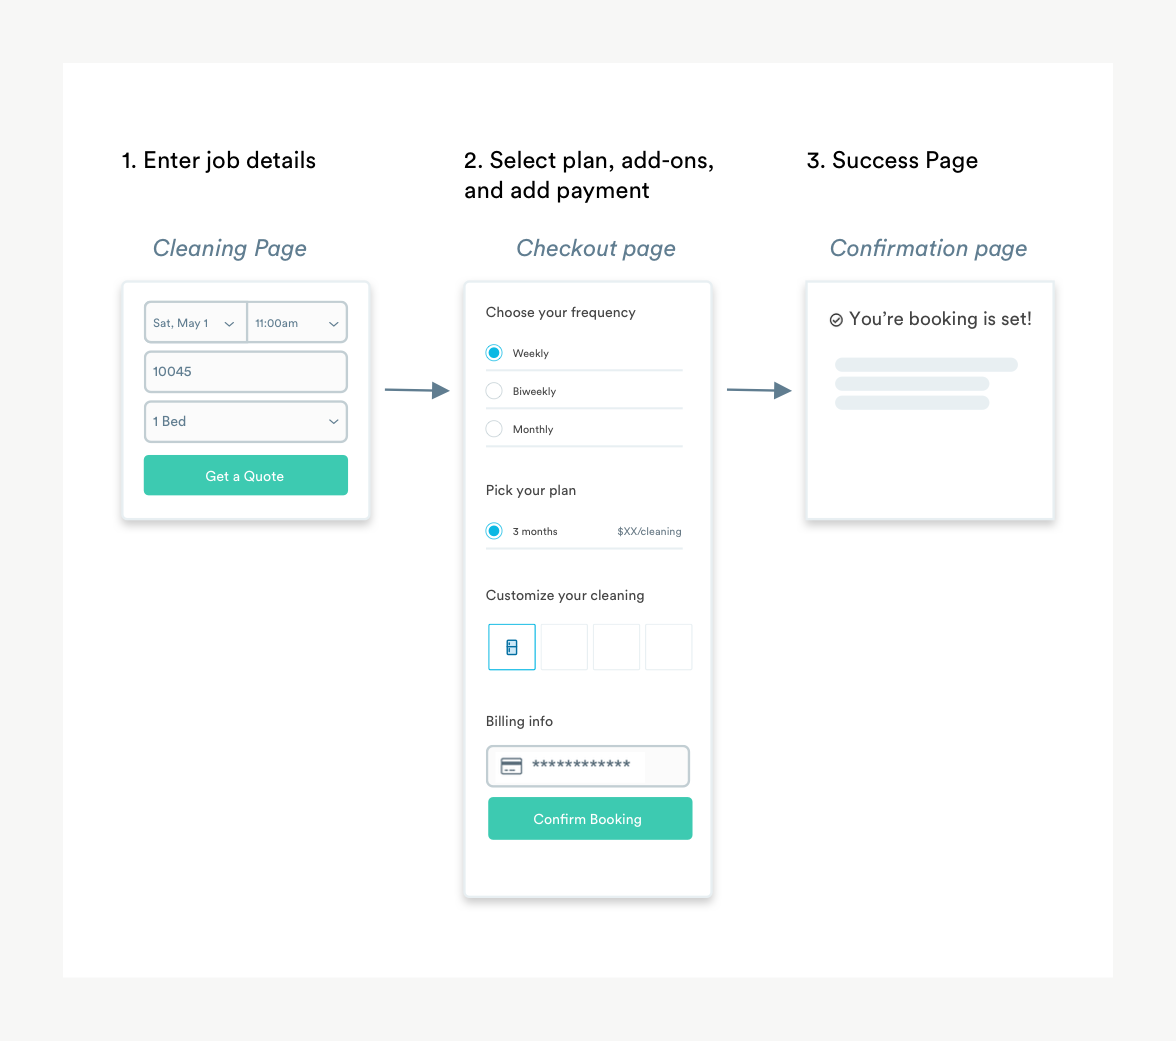 1. Enter job details
Cleaning Page
Sat, May 1
11:00am
10045
1 Bed
Get a Quote
2. Select plan, add-ons,
and add payment
Checkout page
Choose your frequency
Weekly
Biweekly
Monthly
Pick your plan
3 months
$XX/cleaning
Customize your cleaning
Billing info
************
Confirm Booking
3. Success Page
Confirmation page
You're booking is set!